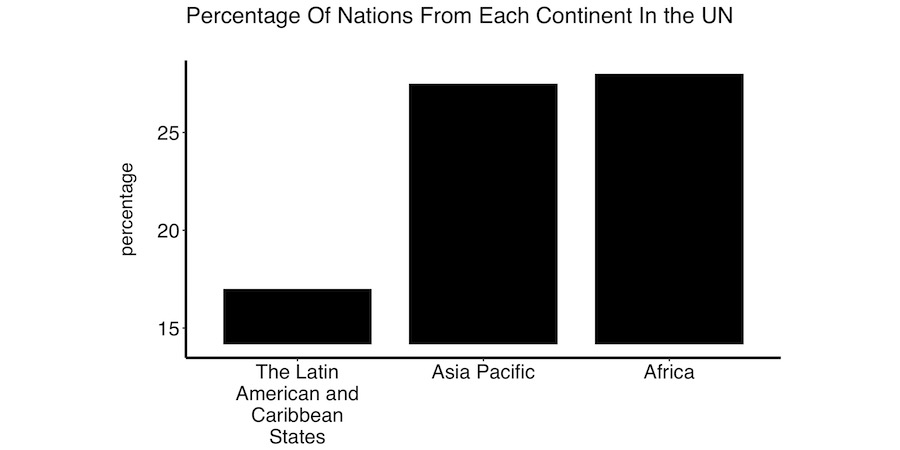 Percentage Of Nations From Each Continent In the UN
percentage
25
20
15
The Latin
American and
Caribbean
States
Asia Pacific
Africa